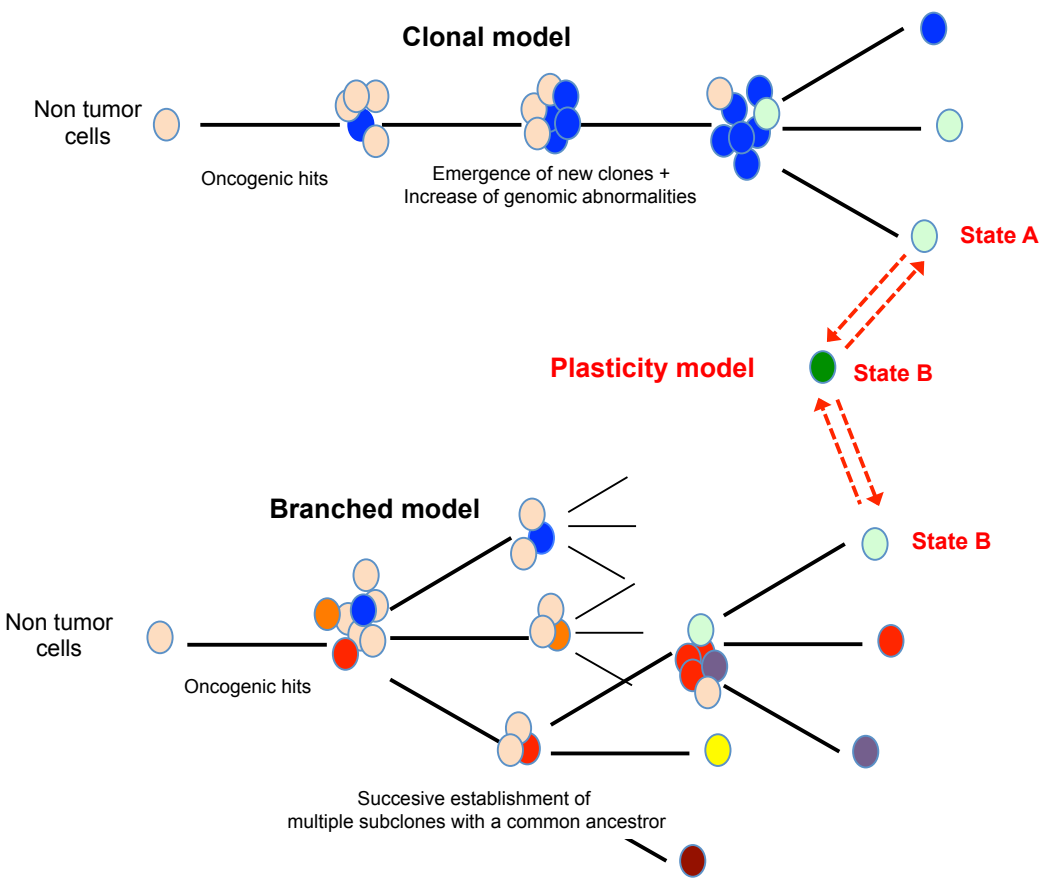 Clonal model
Non tumor
cells
Oncogenic hits
Emergence of new clones +
Increase of genomic abnormalities
State A
Plasticity model
State B
Branched model
State B
Non tumor
cells
Oncogenic hits
Succesive establishment of
multiple subclones with a common ancestror